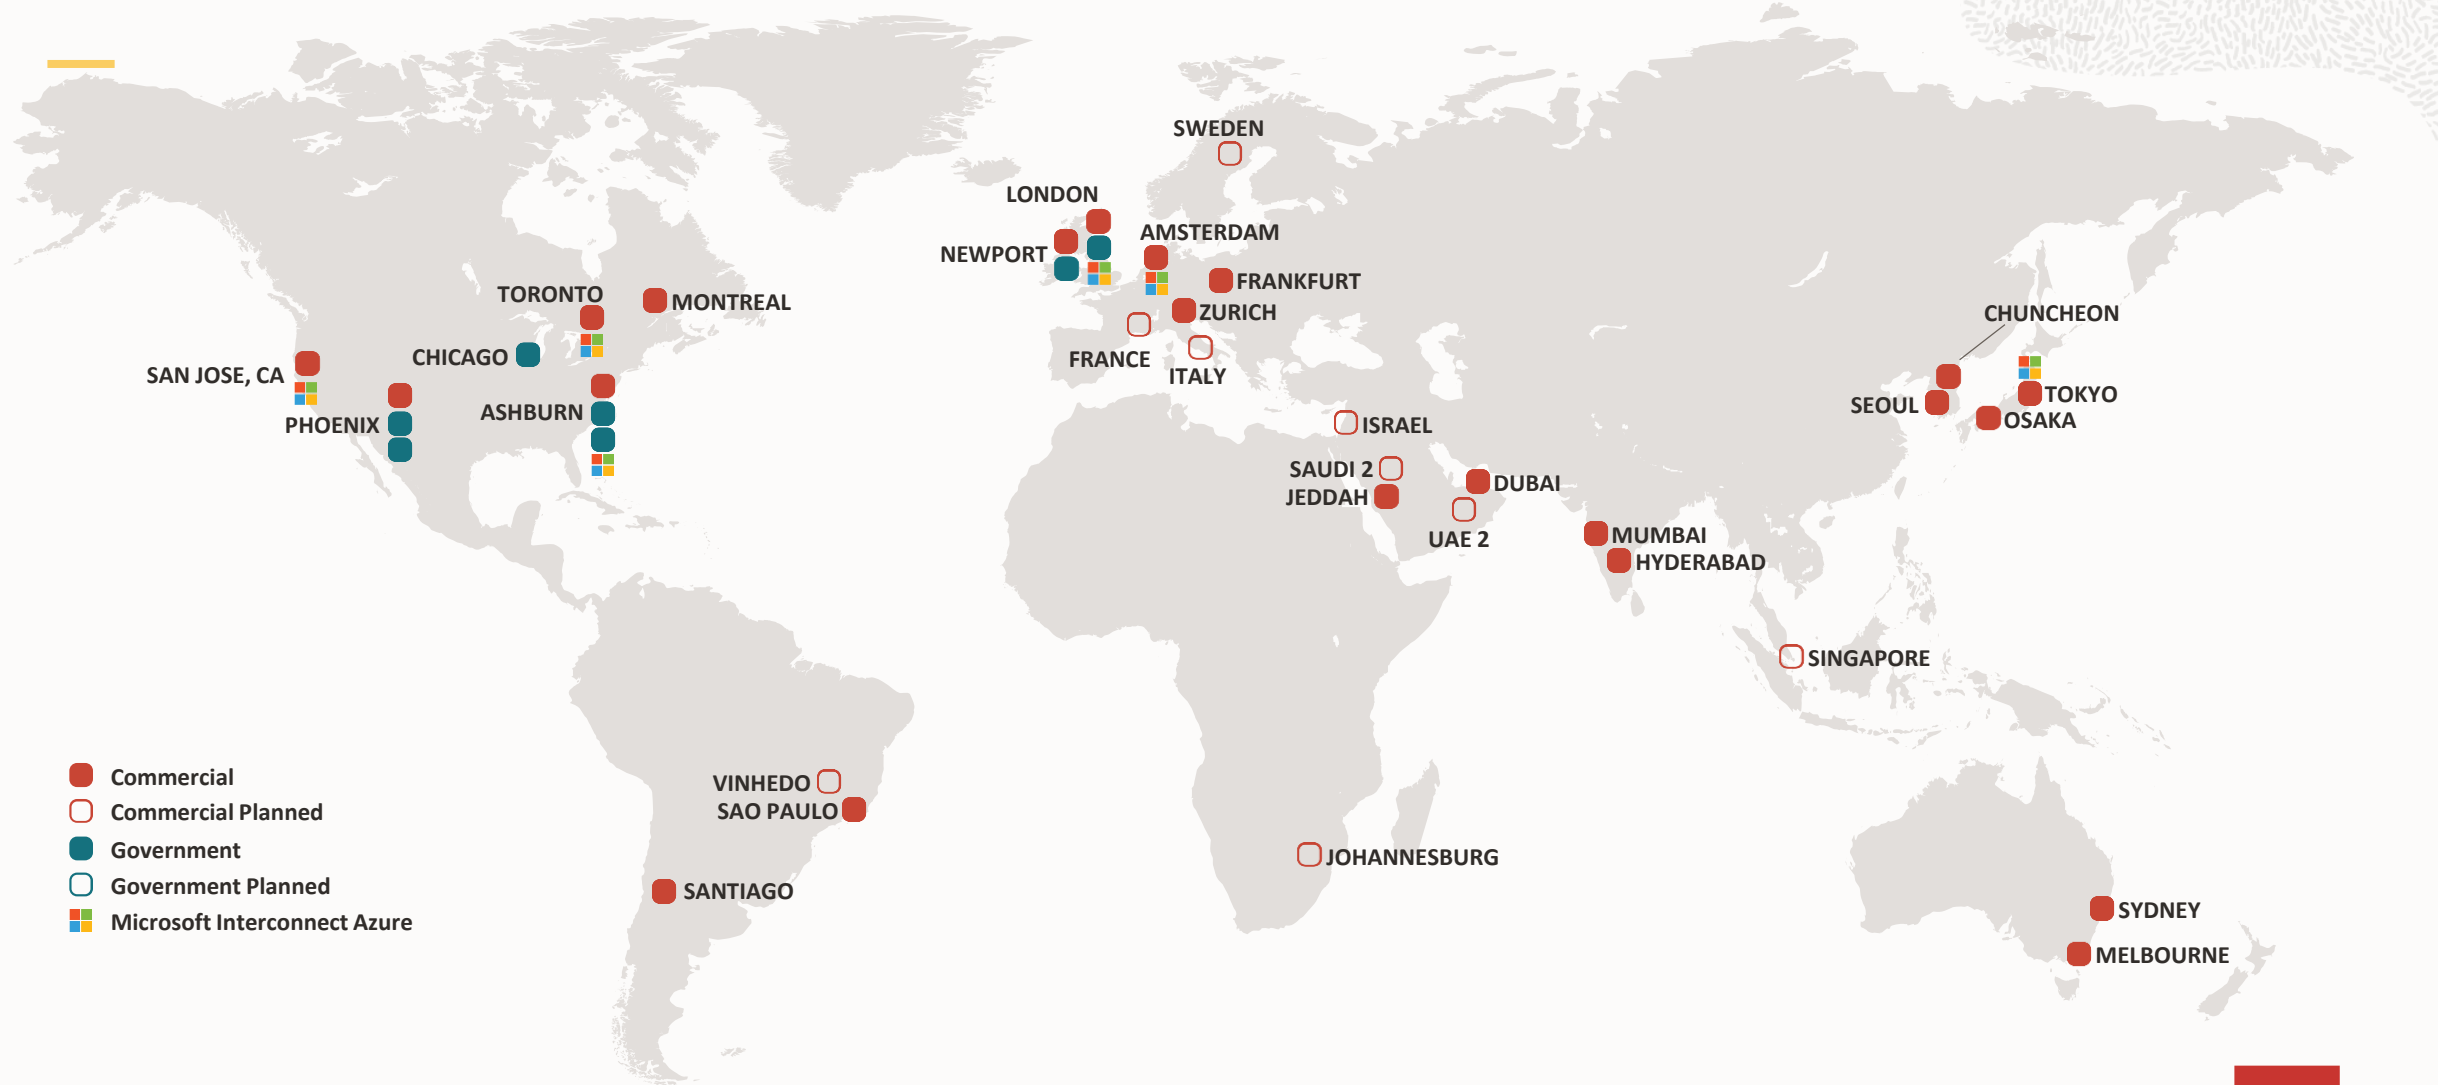 SWEDEN
LONDON
AMSTERDAM
NEWPORT
FRANKFURT
TORONTO
MONTREAL
ZURICH
CHUNCHEON
CHICAGO
FRANCE
SAN JOSE, CA
ITALY
TOKYO
SEOUL
ASHBURN
OSAKA
PHOENIX
ISRAEL
SAUDI 2
DUBAI
JEDDAH
UAE 2
MUMBAI
HYDERABAD
SINGAPORE
VINHEDO
SAO PAULO
JOHANNESBURG
SANTIAGO
SYDNEY
MELBOURNE
Commercial
Commercial Planned
Government
Government Planned
Microsoft Interconnect Azure